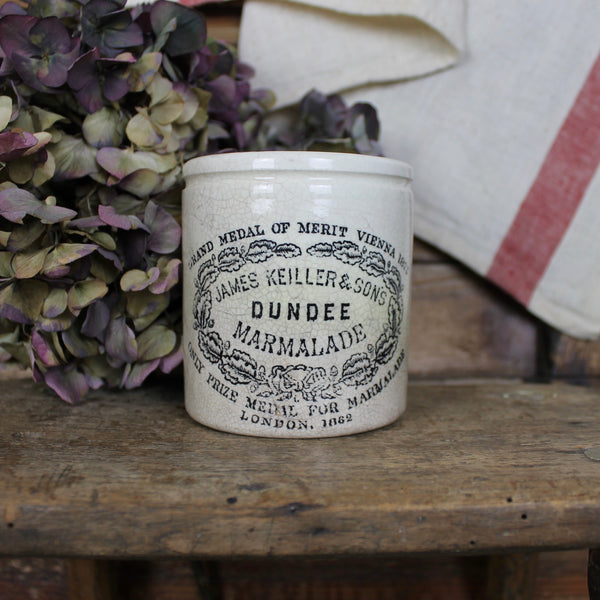 GRAND MEDAL OF MERIT VIENNA
JAMES KEILLER & SONS
DUNDEE
MARMALADE
ONLY PRIZE MEDAL FOR MARMALADE
LONDON, 1862